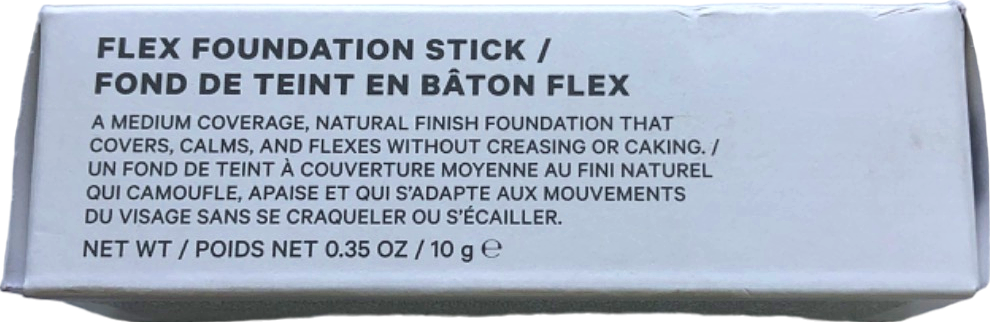 FLEX FOUNDATION STICK /
FOND DE TEINT EN BÂTON FLEX
A MEDIUM COVERAGE, NATURAL FINISH FOUNDATION THAT
COVERS, CALMS, AND FLEXES WITHOUT CREASING OR CAKING. /
UN FOND DE TEINT À COUVERTURE MOYENNE AU FINI NATUREL
QUI CAMOUFLE, APAISE ET QUI S’ADAPTE AUX MOUVEMENTS
DU VISAGE SANS SE CRAQUELER OU S’ÉCAILLER.
NET WT / POIDS NET 0.35 OZ / 10 g ℮